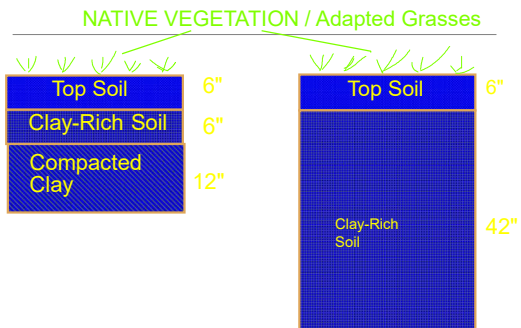 NATIVE VEGETATION / Adapted Grasses
Top Soil
6"
Clay-Rich Soil
6"
Compacted
Clay
12"
Top Soil
6"
Clay-Rich
Soil
42"